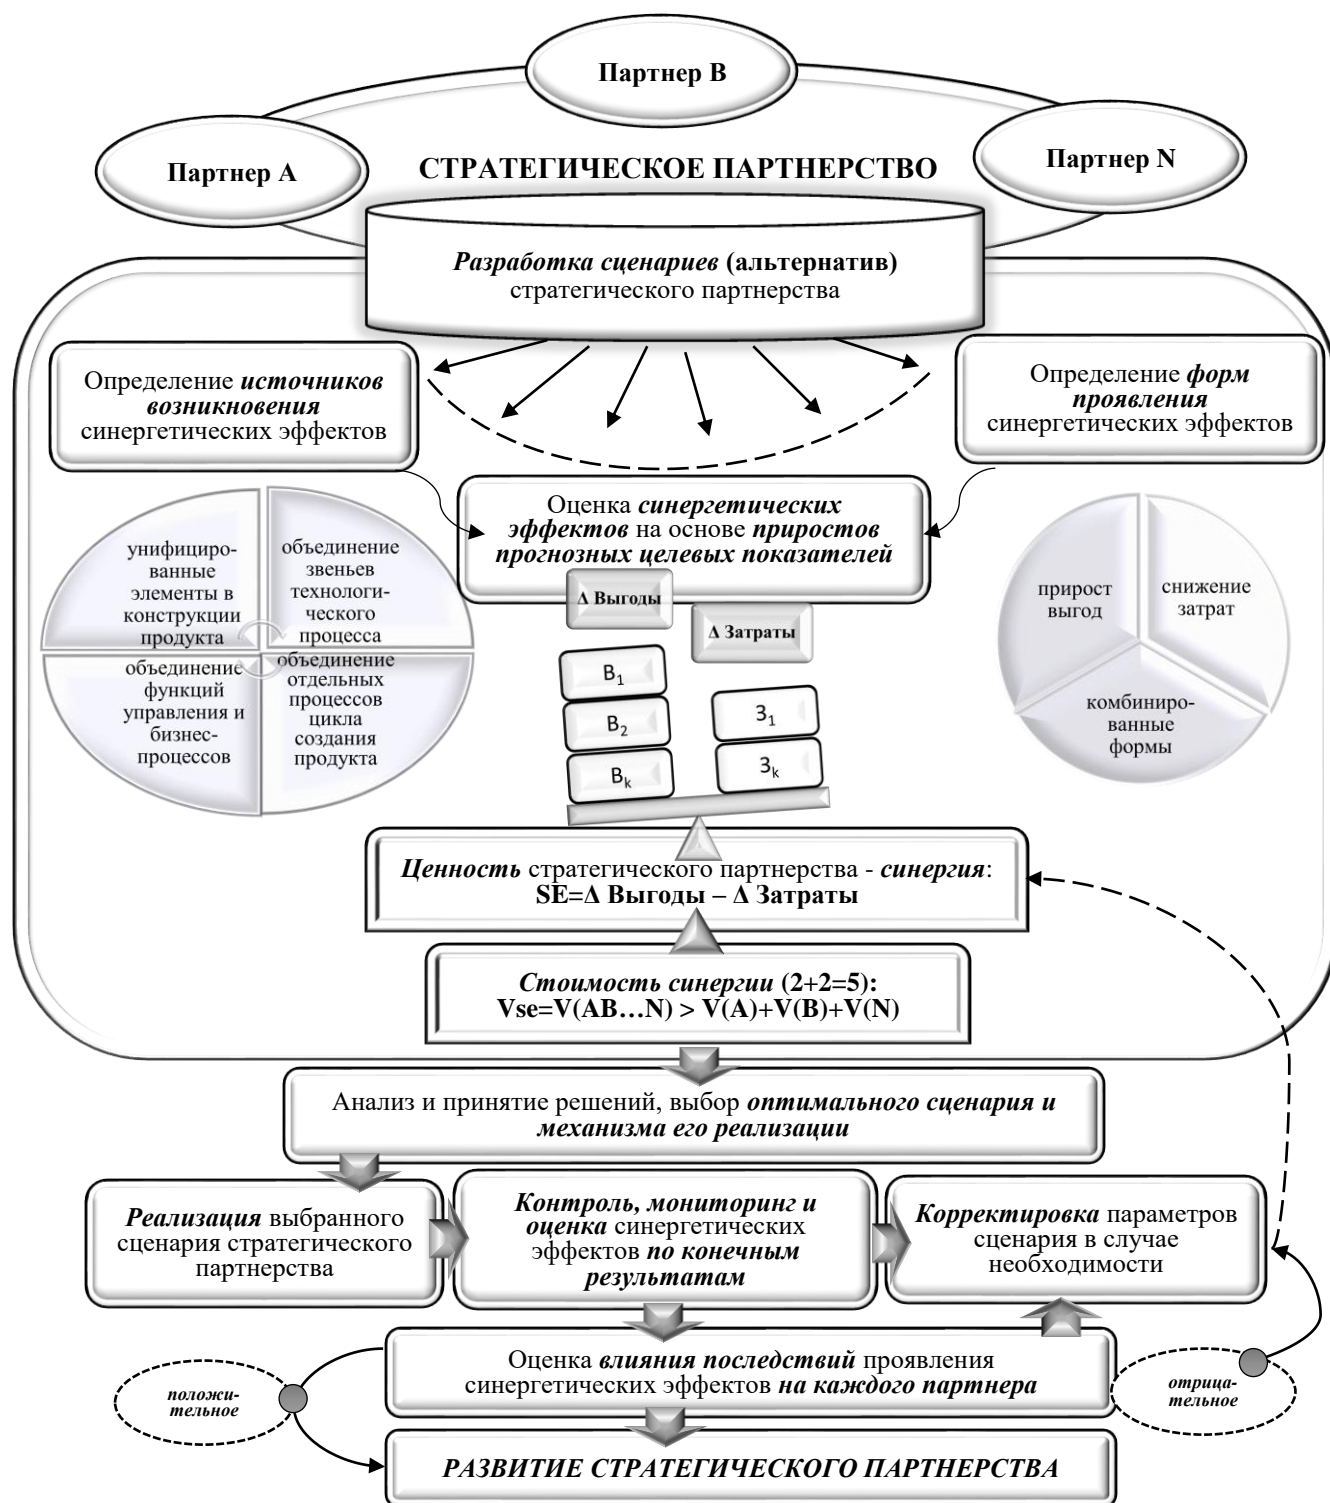 Партнер B
Партнер A
Партнер N
СТРАТЕГИЧЕСКОЕ ПАРТНЕРСТВО
Разработка сценариев (альтернатив)
стратегического партнерства
Определение источников
возникновения
синергетических эффектов
Определение форм
проявления
синергетических эффектов
Оценка синергетических
эффектов на основе приростов
прогнозных целевых показателей
унифициро-
ванные
элементы в
конструкции
продукта
объединение
звеньев
технологи-
ческого
процесса
объединение
функций
управления и
бизнес-
процессов
объединение
отдельных
процессов
цикла
создания
продукта
прирост
выгод
снижение
затрат
комбиниро-
ванные
формы
Δ Выгоды
Δ Затраты
В1
В2
Вk
З1
Зk
Ценность стратегического партнерства - синергия:
SE=Δ Выгоды – Δ Затраты
Стоимость синергии (2+2=5):
Vse=V(AB…N) > V(A)+V(B)+V(N)
Анализ и принятие решений, выбор оптимального сценария и
механизма его реализации
Реализация выбранного
сценария стратегического
партнерства
Контроль, мониторинг и
оценка синергетических
эффектов по конечным
результатам
Корректировка параметров
сценария в случае
необходимости
Оценка влияния последствий проявления
синергетических эффектов на каждого партнера
положи-
тельное
отрица-
тельное
РАЗВИТИЕ СТРАТЕГИЧЕСКОГО ПАРТНЕРСТВА